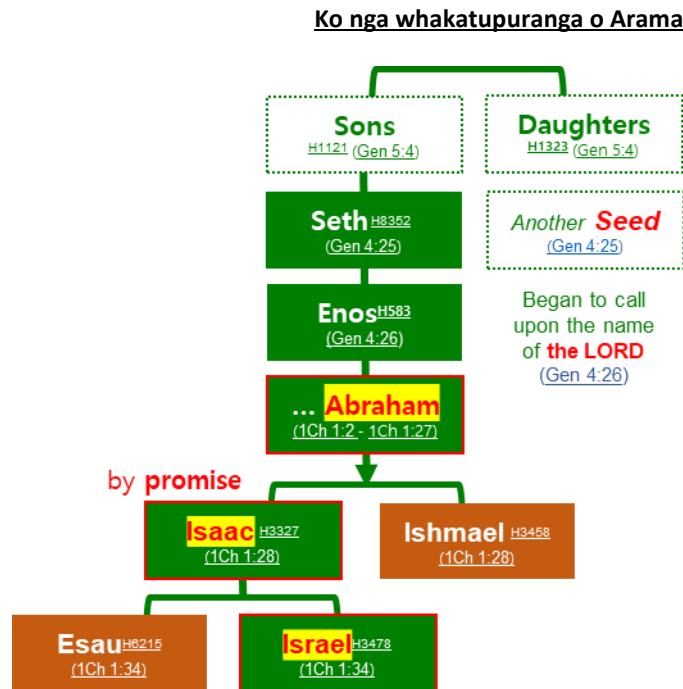 Ko nga whakatupuranga o Arama
Sons
H1121 (Gen 5:4)
Daughters
H1323 (Gen 5:4)
Seth H8352
(Gen 4:25)
Another Seed
(Gen 4:25)
Enos H583
(Gen 4:26)
Began to call
upon the name
of the LORD
(Gen 4:26)
... Abraham
(1Ch 1:2 - 1Ch 1:27)
by promise
Isaac H3327
(1Ch 1:28)
Ishmael H3458
(1Ch 1:28)
Esau H6215
(1Ch 1:34)
Israel H3478
(1Ch 1:34)